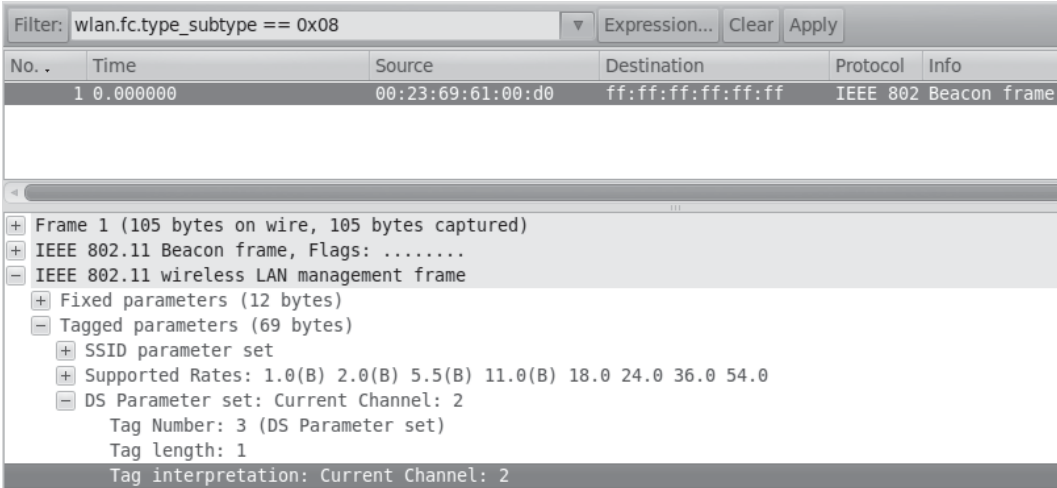 Filter: wlan.fc.type_subtype == 0x08 Expression... Clear Apply
No. . Time Source Destination Protocol Info
1 0.000000 00:23:69:61:00:d0 ff:ff:ff:ff:ff:ff IEEE 802 Beacon frame
Frame 1 (105 bytes on wire, 105 bytes captured)
IEEE 802.11 Beacon frame, Flags: ........
IEEE 802.11 wireless LAN management frame
Fixed parameters (12 bytes)
Tagged parameters (69 bytes)
SSID parameter set
Supported Rates: 1.0(B) 2.0(B) 5.5(B) 11.0(B) 18.0 24.0 36.0 54.0
DS Parameter set: Current Channel: 2
Tag Number: 3 (DS Parameter set)
Tag length: 1
Tag interpretation: Current Channel: 2